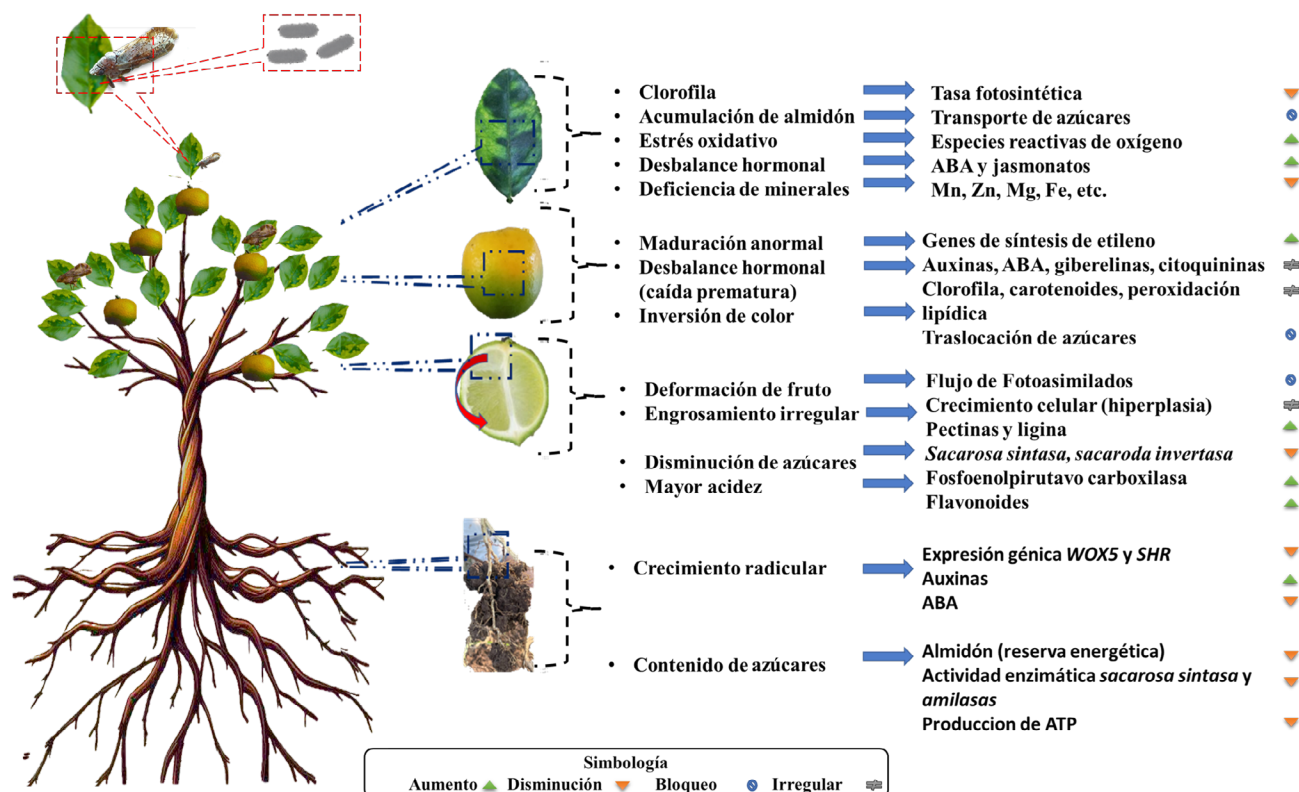 • Clorofila
Tasa fotosintética
• Acumulación de almidón
Transporte de azúcares
• Estrés oxidativo
Especies reactivas de oxígeno
• Desbalance hormonal
ABA y jasmonatos
• Deficiencia de minerales
Mn, Zn, Mg, Fe, etc.
• Maduración anormal
Genes de síntesis de etileno
• Desbalance hormonal
(caída prematura)
Auxinas, ABA, giberelinas, citoquininas
• Inversión de color
Clorofila, carotenoides, peroxidación
lipídica
Traslocación de azúcares
• Deformación de fruto
Flujo de Fotoasimilados
• Engrosamiento irregular
Crecimiento celular (hiperplasia)
Pectinas y ligina
• Disminución de azúcares
Sacarosa sintasa, sacaroda invertasa
• Mayor acidez
Fosfoenolpirutavo carboxilasa
Flavonoides
• Crecimiento radicular
Expresión génica WOX5 y SHR
Auxinas
ABA
• Contenido de azúcares
Almidón (reserva energética)
Actividad enzimática sacarosa sintasa y
amilasas
Produccion de ATP
Simbología
Aumento Disminución Bloqueo Irregular